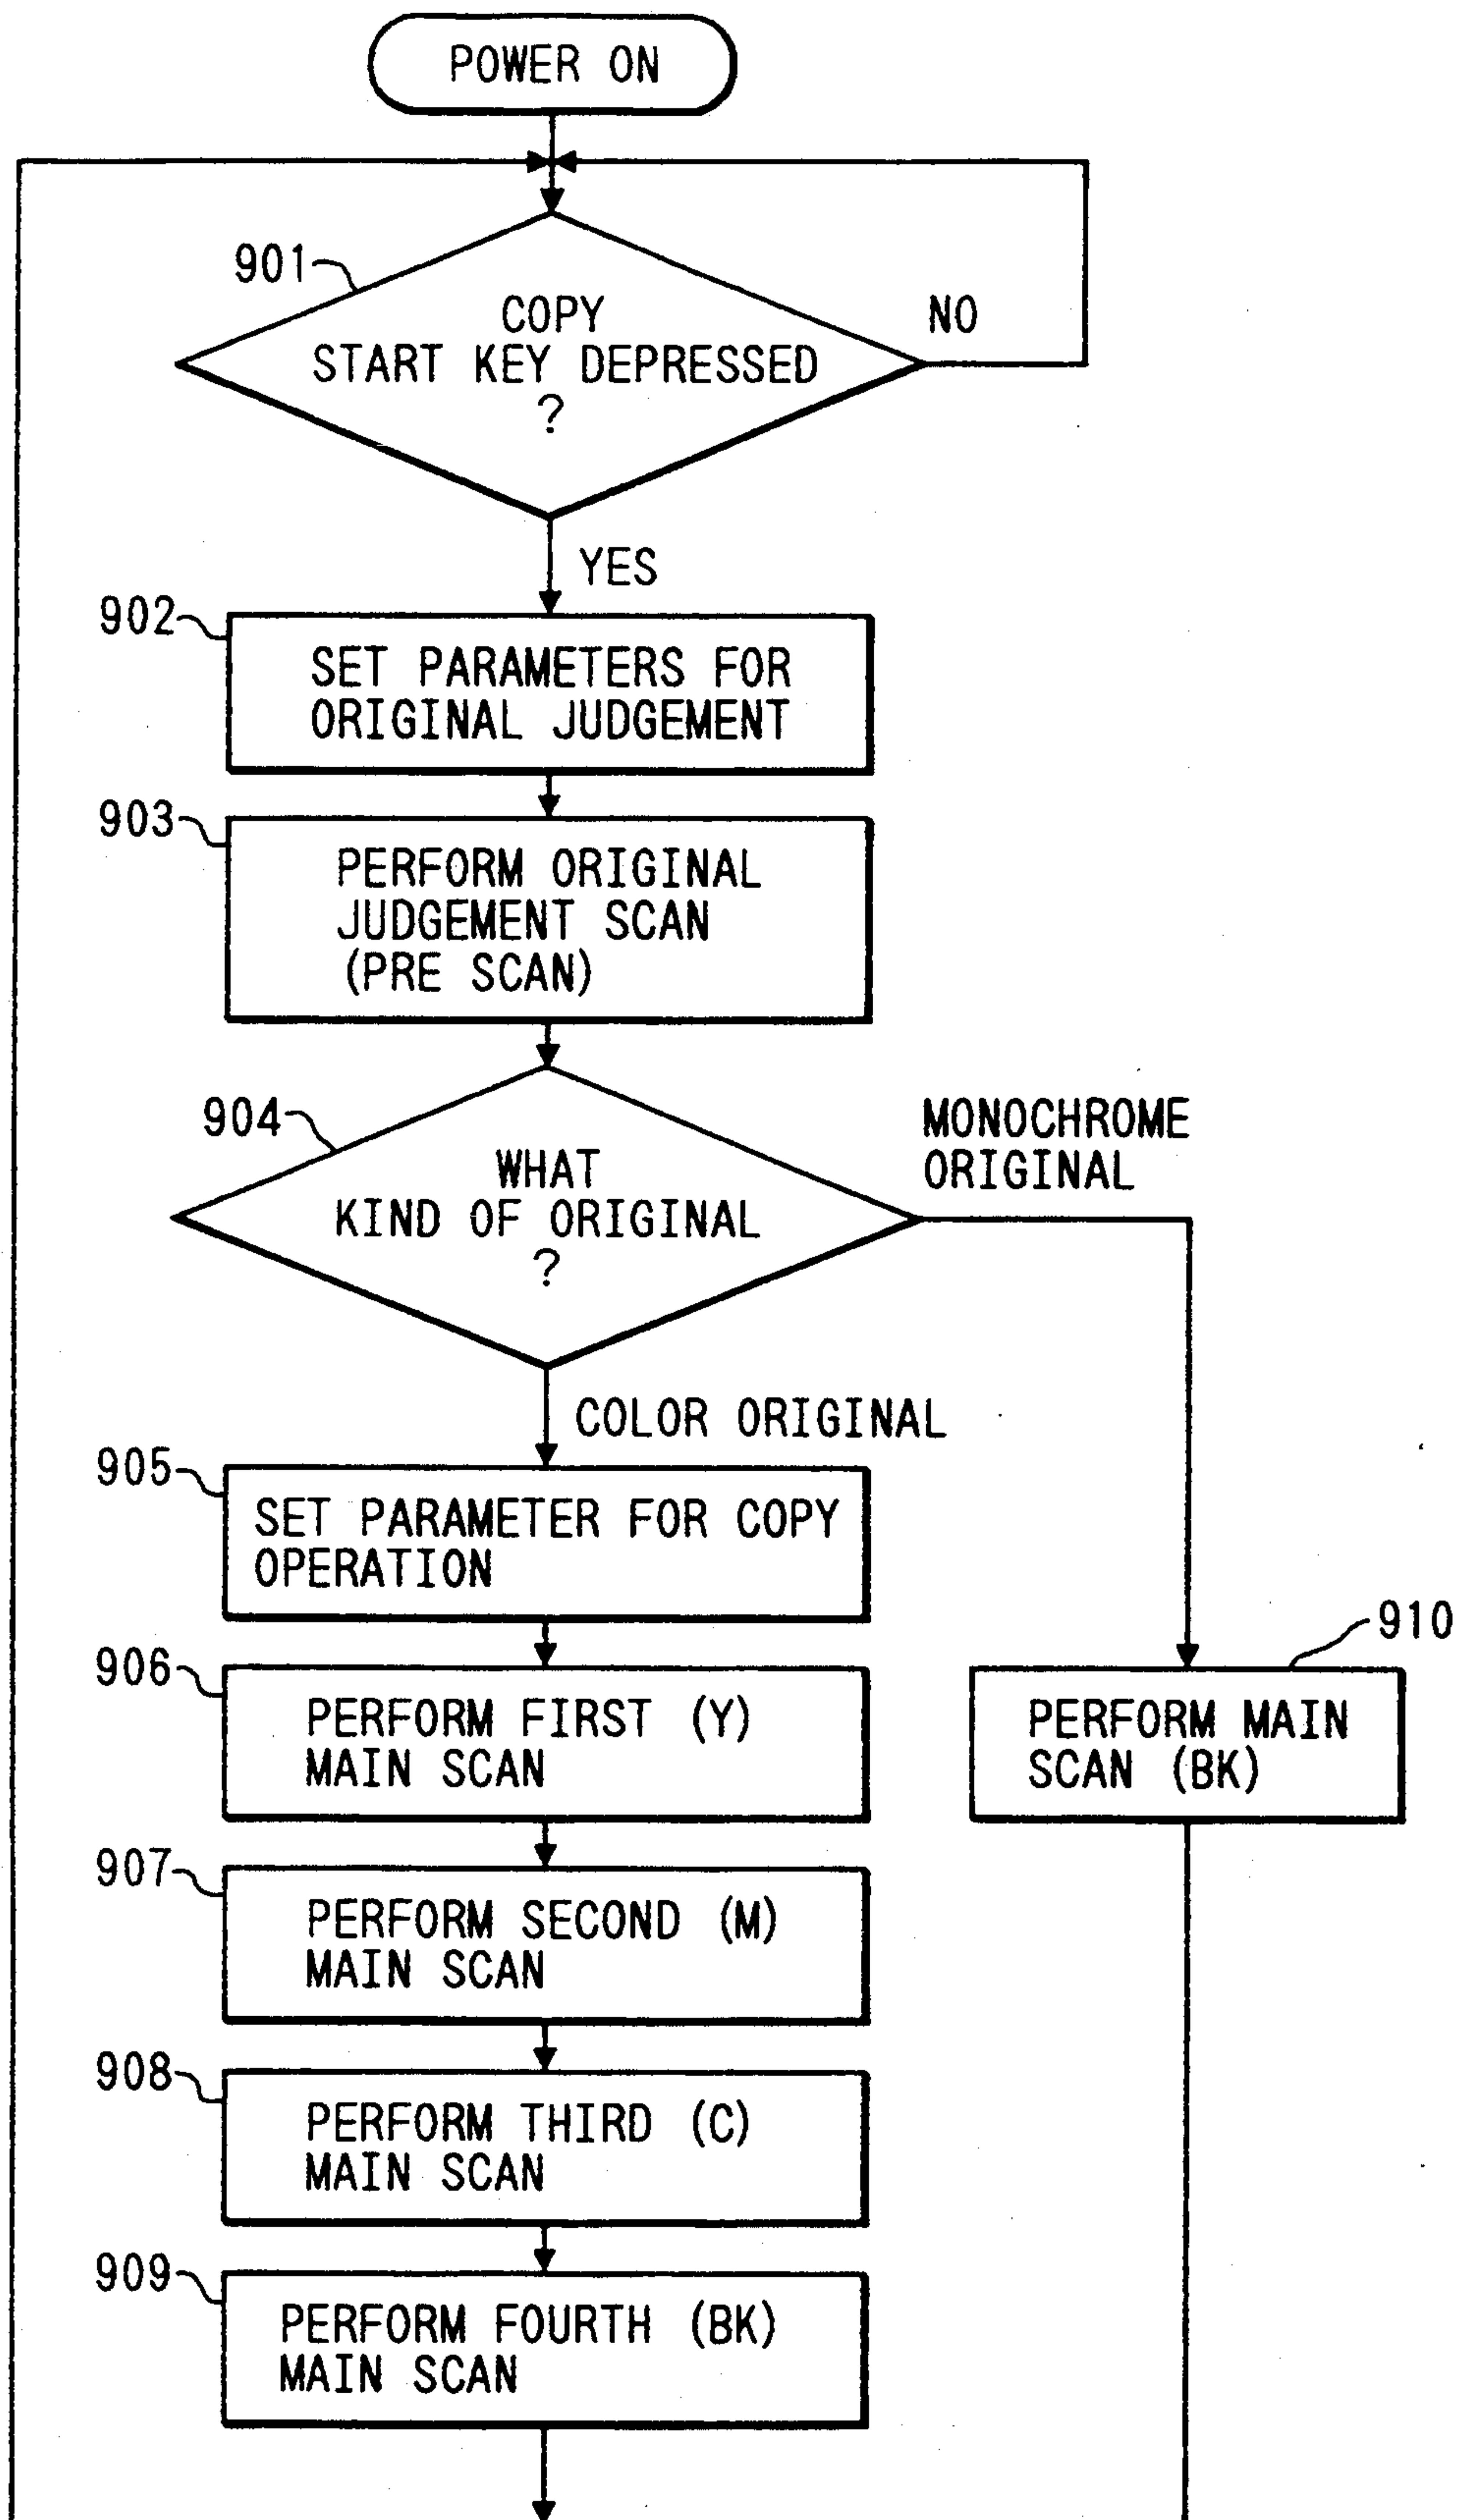 POWER ON
901
COPY
START KEY DEPRESSED
?
NO
YES
902
SET PARAMETERS FOR
ORIGINAL JUDGEMENT
903
PERFORM ORIGINAL
JUDGEMENT SCAN
(PRE SCAN)
904
WHAT
KIND OF ORIGINAL
?
MONOCHROME
ORIGINAL
COLOR ORIGINAL
905
SET PARAMETER FOR COPY
OPERATION
906
PERFORM FIRST (Y)
MAIN SCAN
910
PERFORM MAIN
SCAN (BK)
907
PERFORM SECOND (M)
MAIN SCAN
908
PERFORM THIRD (C)
MAIN SCAN
909
PERFORM FOURTH (BK)
MAIN SCAN